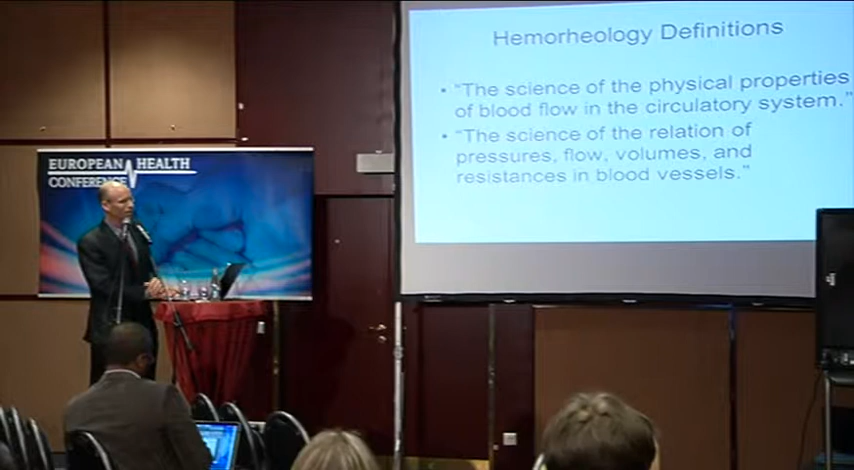 Hemorheology Definitions
• "The science of the physical properties
of blood flow in the circulatory system."
• "The science of the relation of
pressures, flow, volumes, and
resistances in blood vessels."
EUROPEAN HEALTH
CONFERENCE